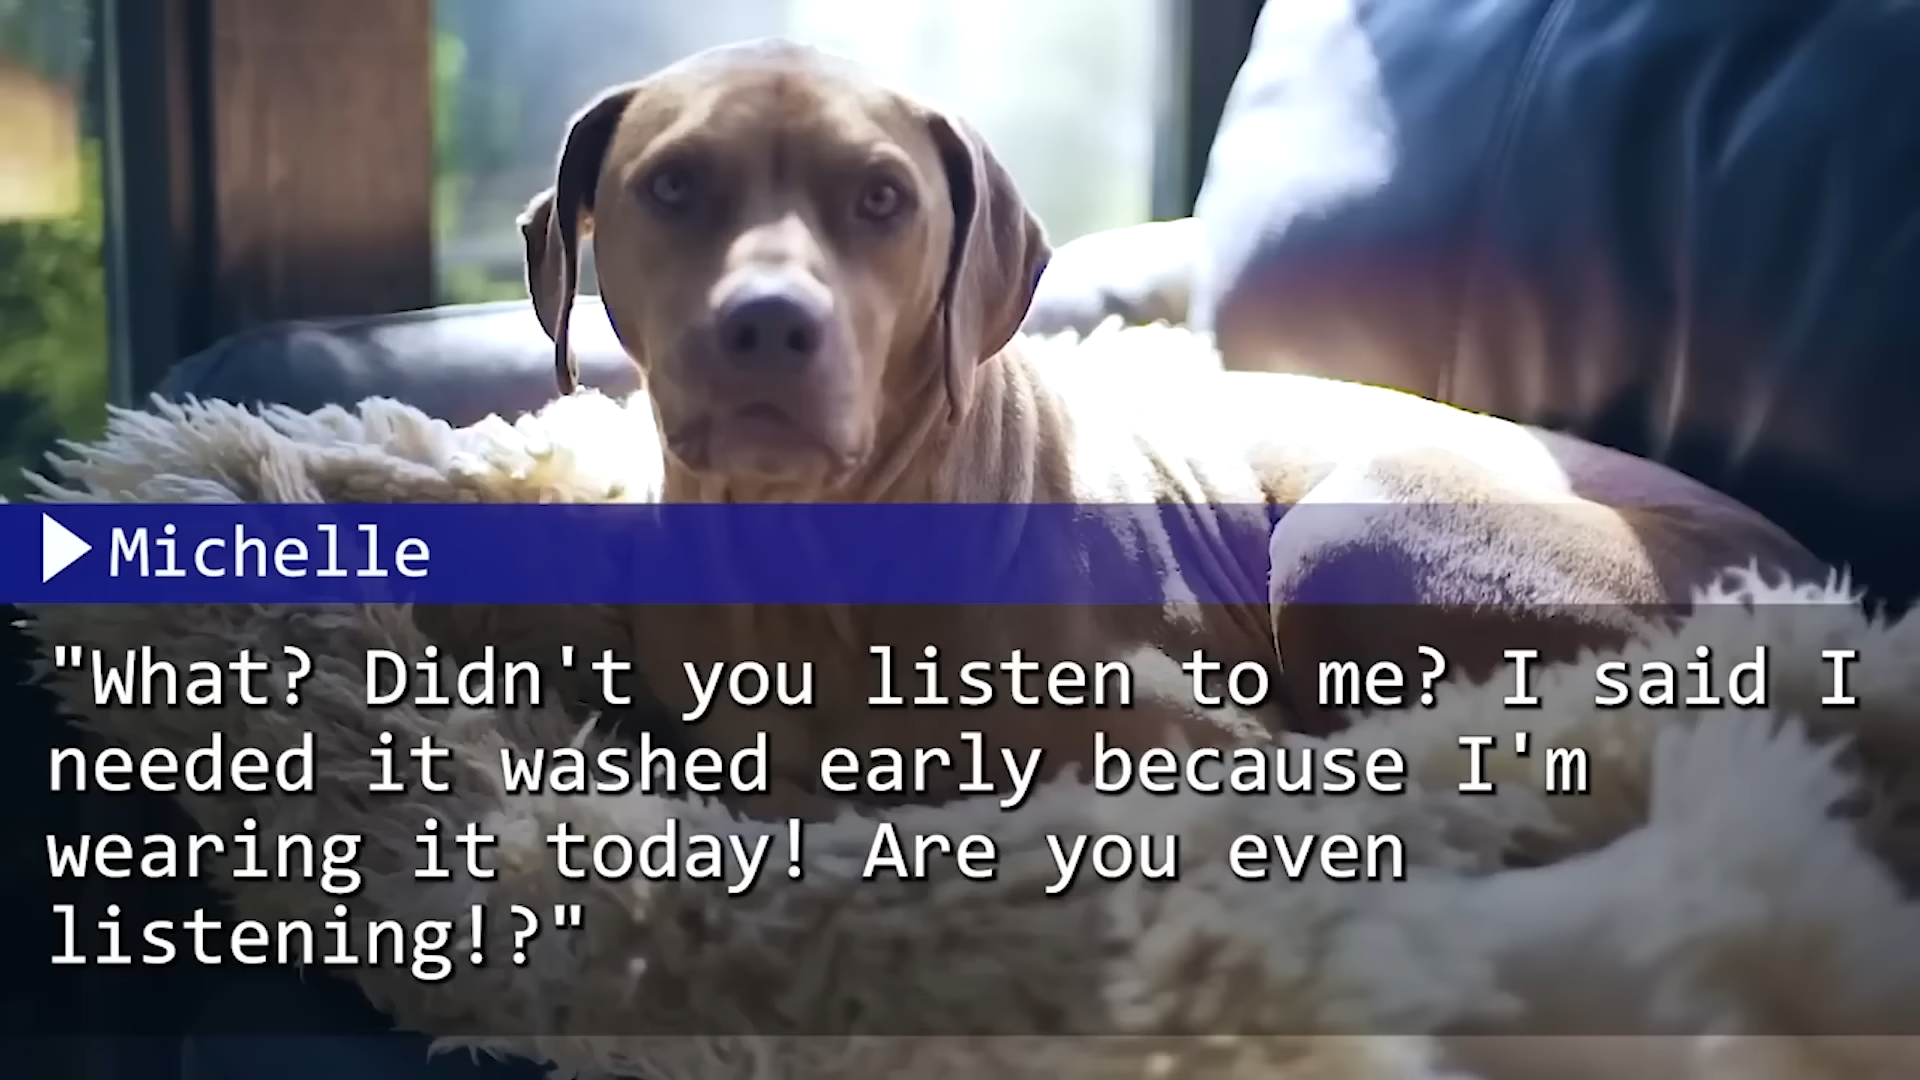 Michelle
"What? Didn't you listen to me? I said I
needed it washed early because I'm
wearing it today! Are you even
listening!?"